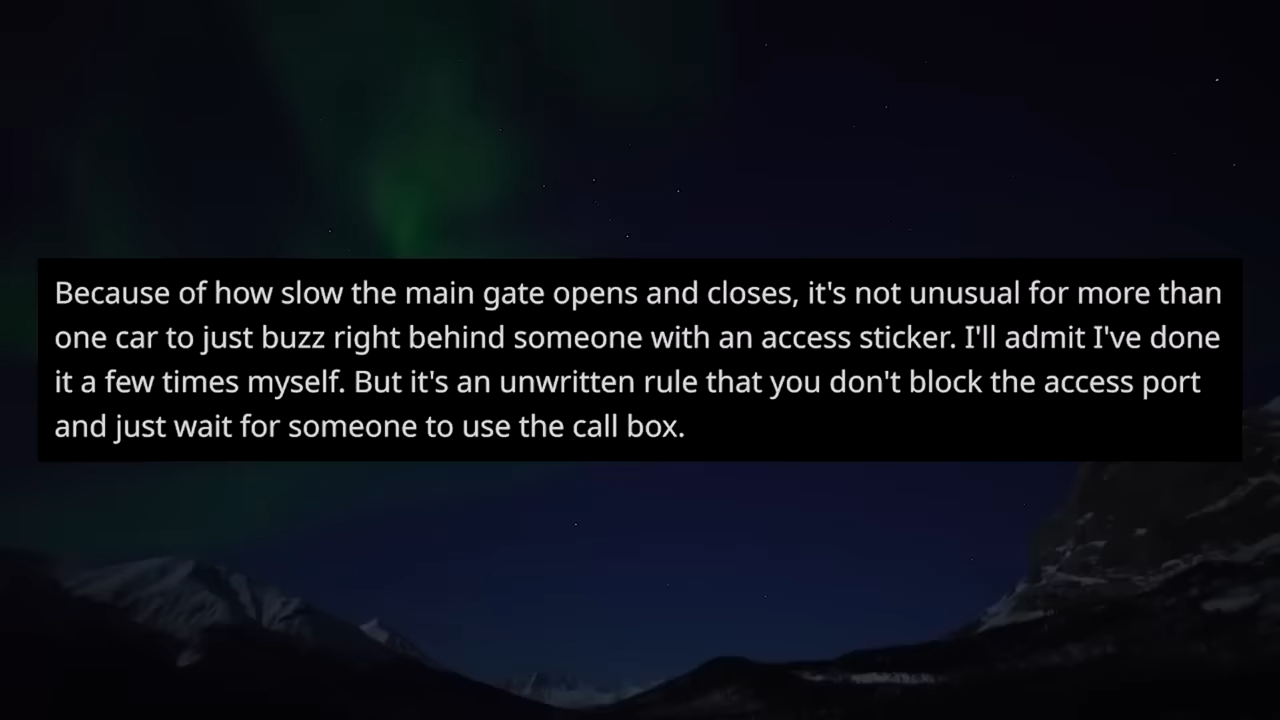 Because of how slow the main gate opens and closes, it's not unusual for more than
one car to just buzz right behind someone with an access sticker. I'll admit I've done
it a few times myself. But it's an unwritten rule that you don't block the access port
and just wait for someone to use the call box.